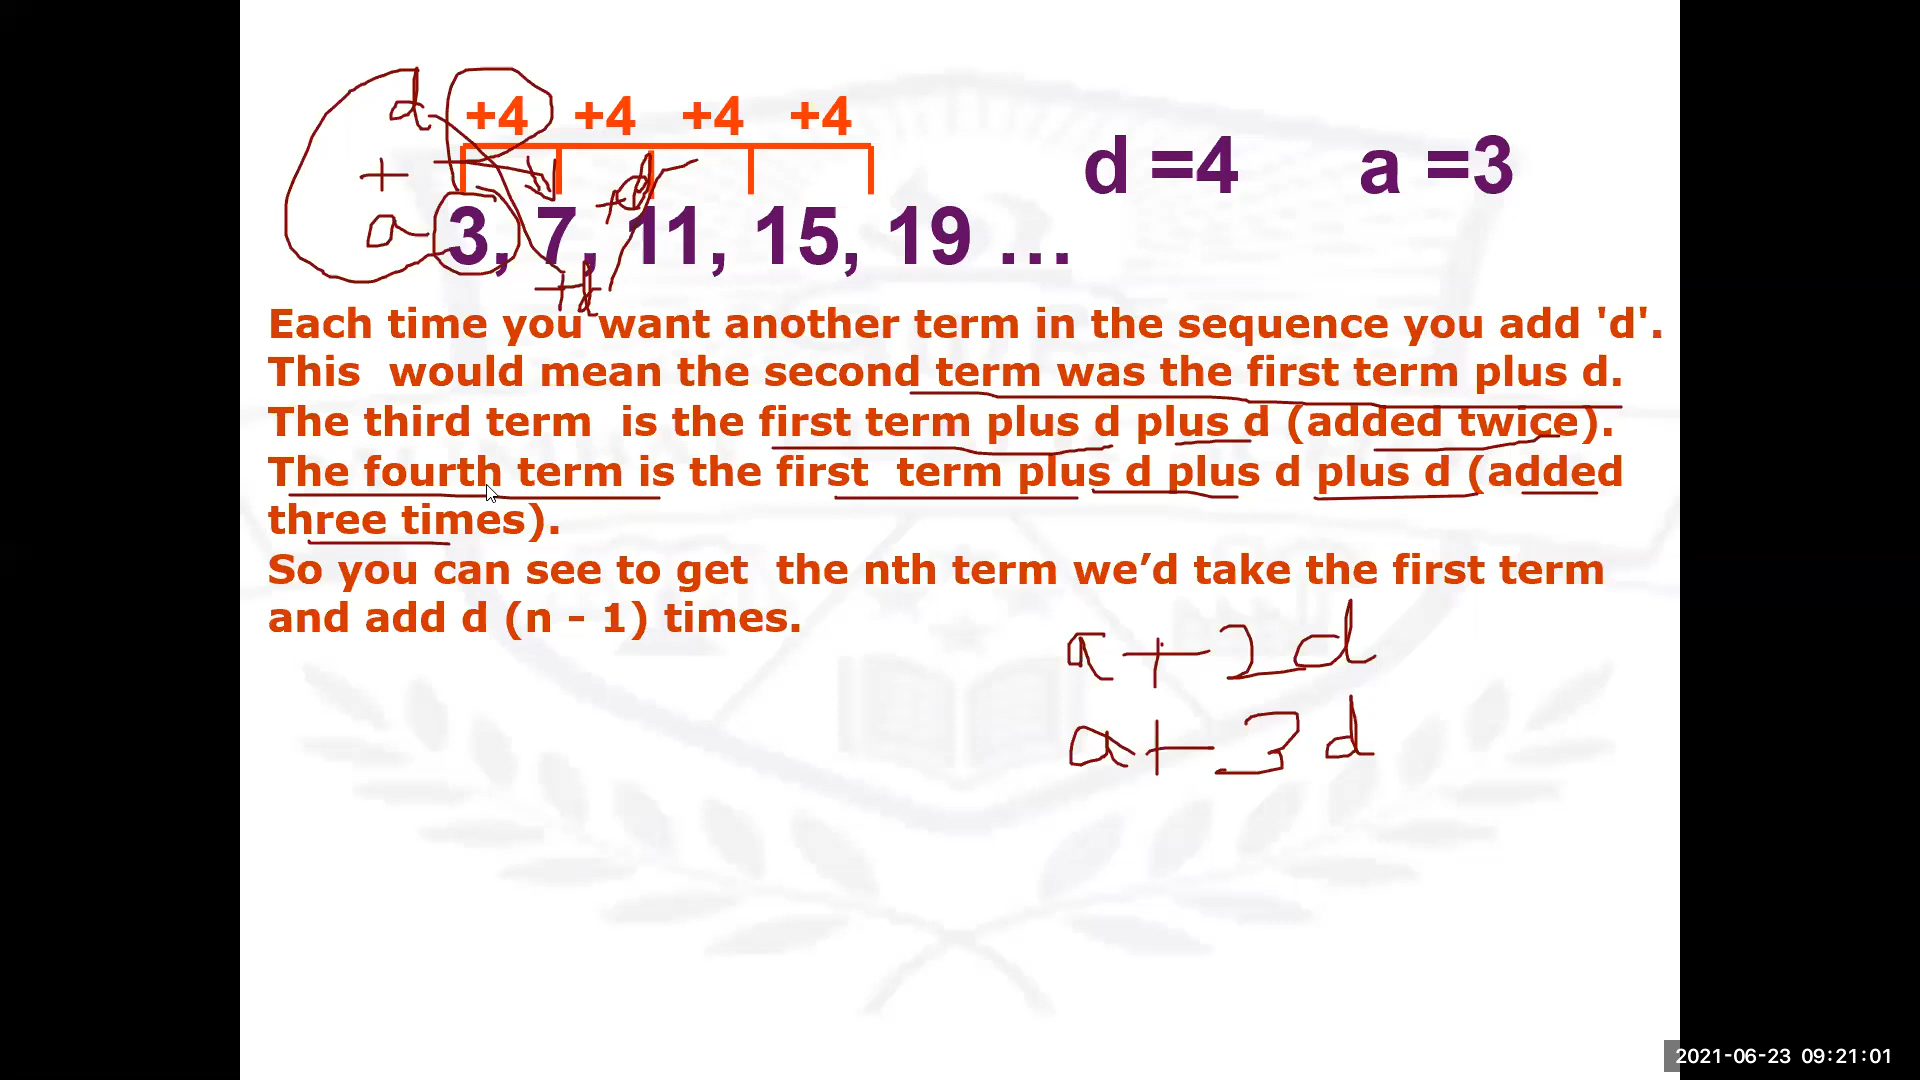 d
+4 +4 +4 +4
d =4 a =3
+
+d
a 3, 7, 11, 15, 19 …
+d
Each time you want another term in the sequence you add 'd'.
This would mean the second term was the first term plus d.
The third term is the first term plus d plus d (added twice).
The fourth term is the first term plus d plus d plus d (added
three times).
So you can see to get the nth term we’d take the first term
and add d (n - 1) times.
a + 2d
a + 3d
2021-06-23 09:21:01